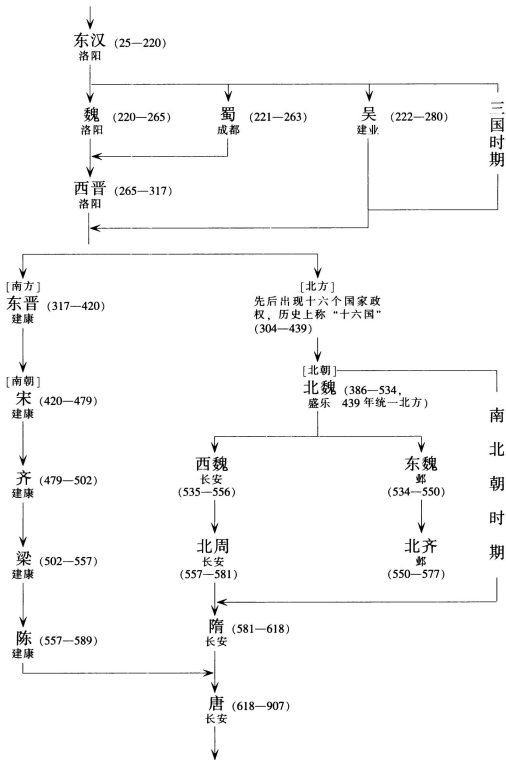 东汉 (25—220)
洛阳
魏 (220—265)
洛阳
蜀 (221—263)
成都
吴 (222—280)
建业
三国时期
西晋 (265—317)
洛阳
[南方]
东晋 (317—420)
建康
[北方]
先后出现十六个国家政
权，历史上称“十六国”
(304—439)
[南朝]
宋 (420—479)
建康
[北朝]
北魏 (386—534,
盛乐 439年统一北方)
南北朝时期
齐 (479—502)
建康
西魏
长安
(535—556)
东魏
邺
(534—550)
梁 (502—557)
建康
北周
长安
(557—581)
北齐
邺
(550—577)
陈 (557—589)
建康
隋 (581—618)
长安
唐 (618—907)
长安